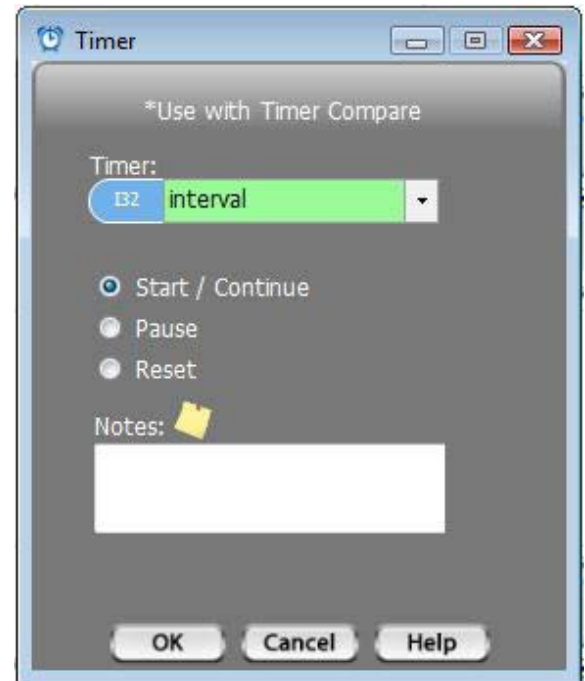 Timer
*Use with Timer Compare
Timer:
I32 interval
Start / Continue
Pause
Reset
Notes:
OK Cancel Help